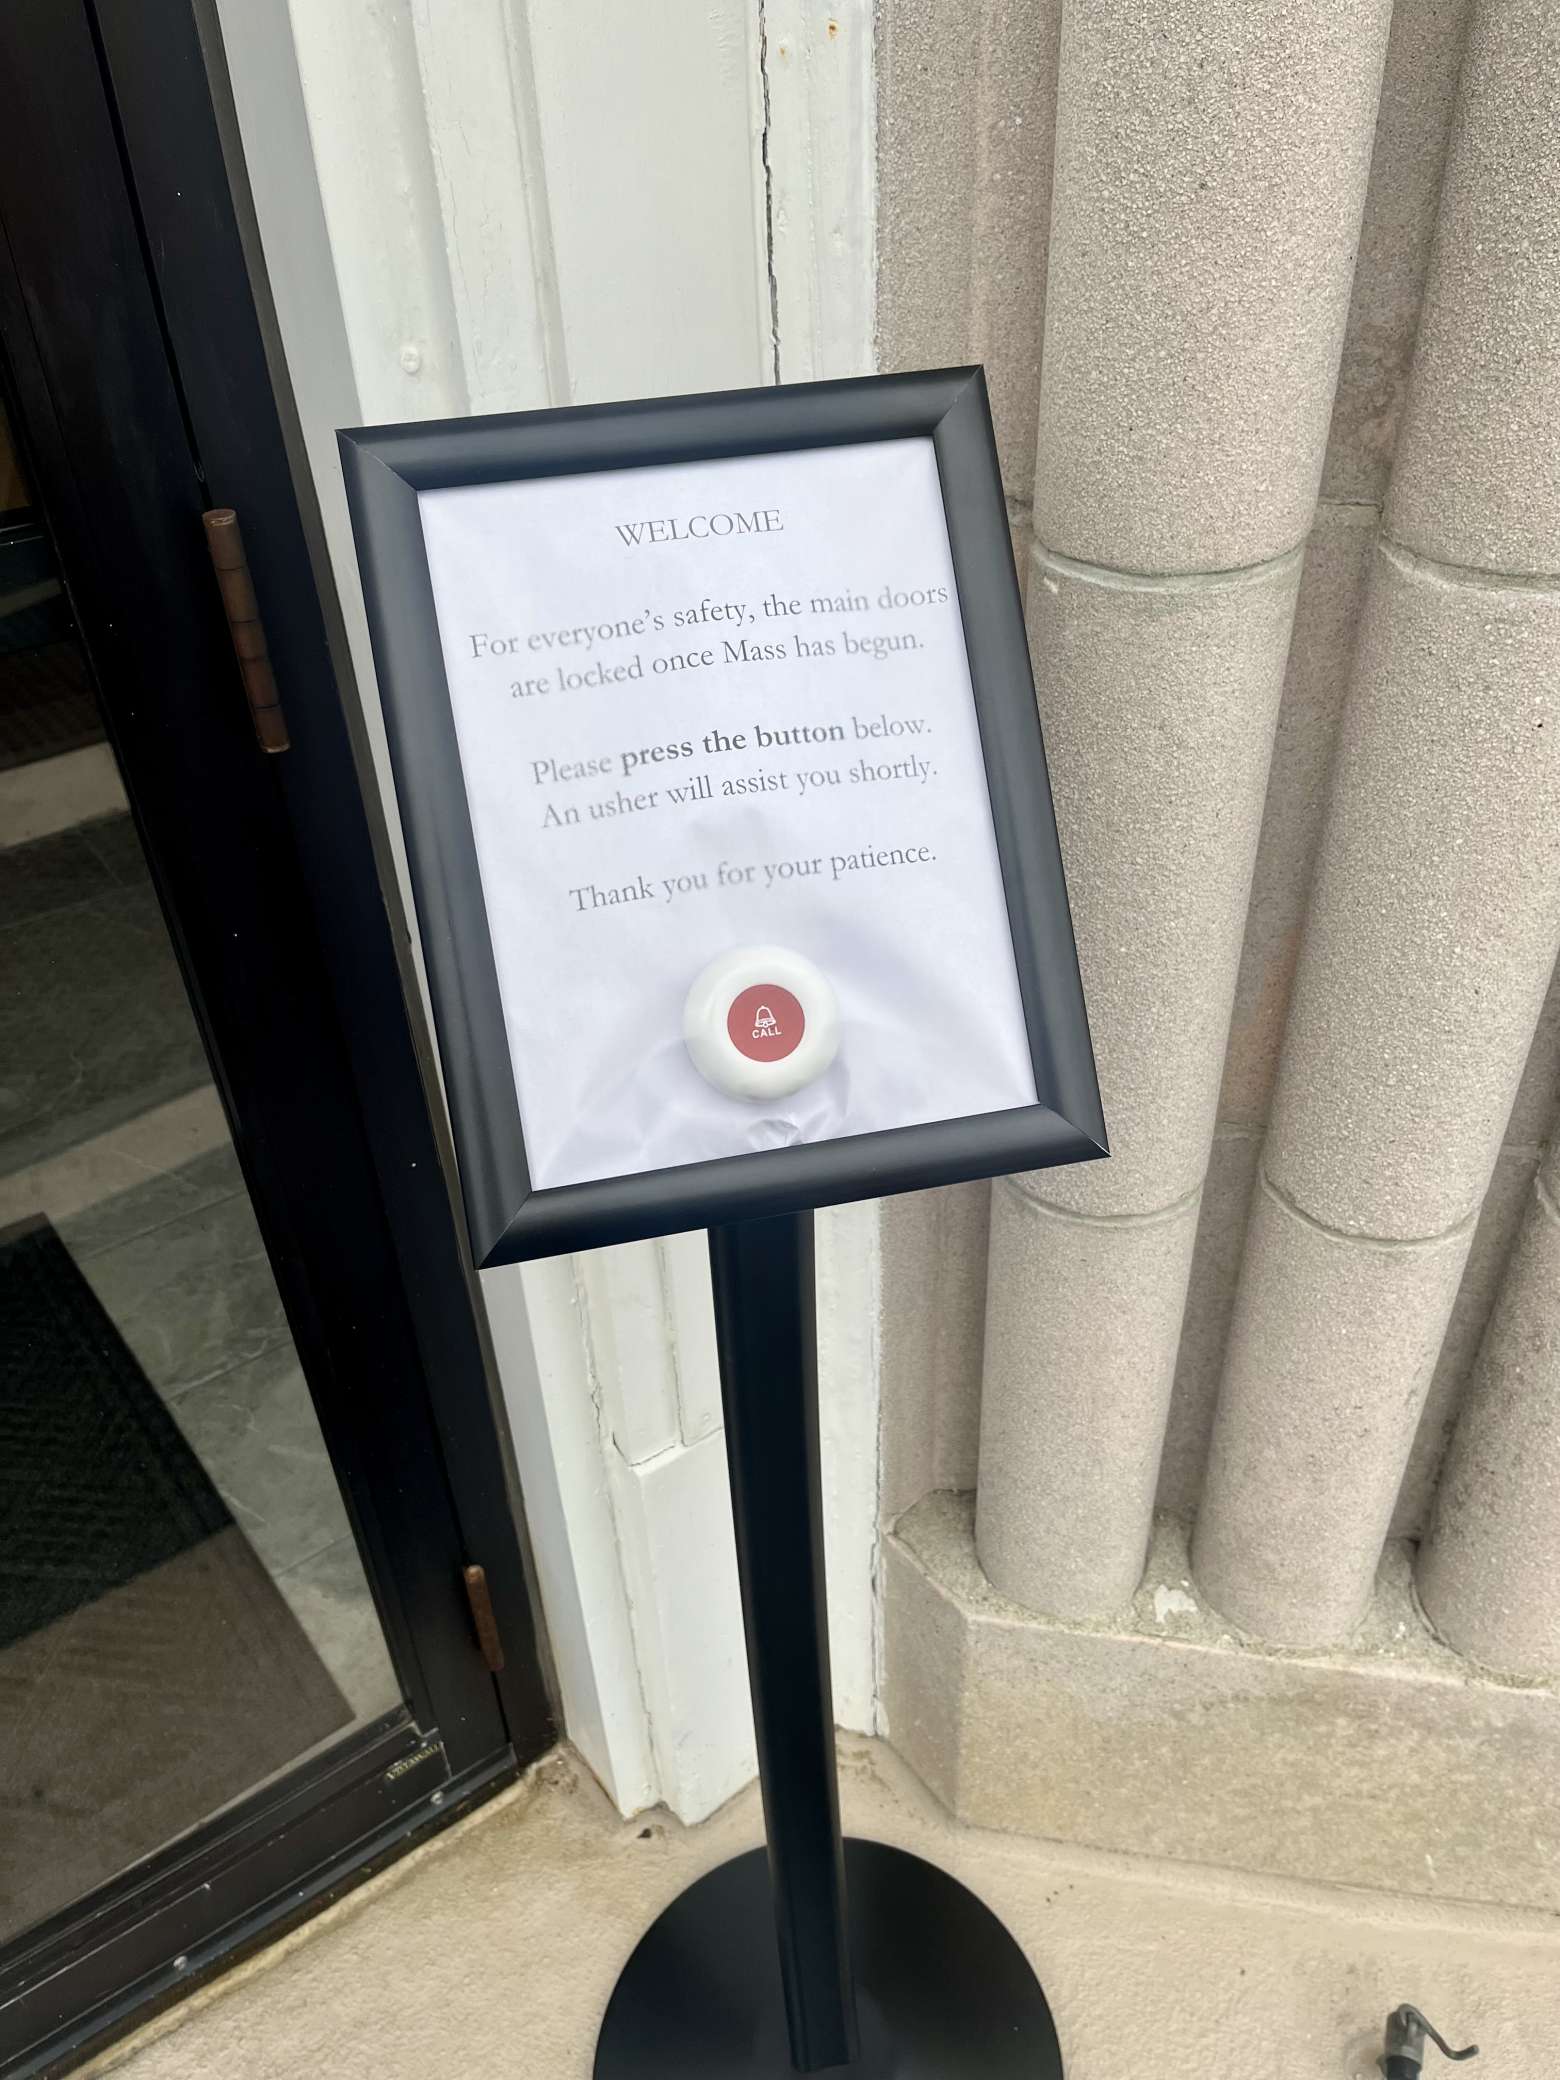 WELCOME
For everyone's safety, the main doors
are locked once Mass has begun.
Please press the button below.
An usher will assist you shortly.
Thank you for your patience.
CALL